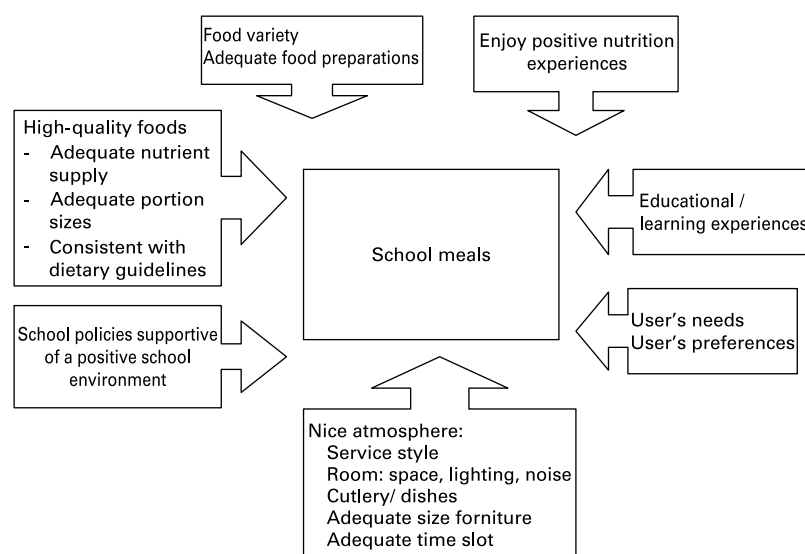 Food variety
Adequate food preparations
Enjoy positive nutrition
experiences
High-quality foods
- Adequate nutrient
supply
- Adequate portion
sizes
- Consistent with
dietary guidelines
School meals
Educational /
learning experiences
School policies supportive
of a positive school
environment
User's needs
User's preferences
Nice atmosphere:
Service style
Room: space, lighting, noise
Cutlery/ dishes
Adequate size forniture
Adequate time slot